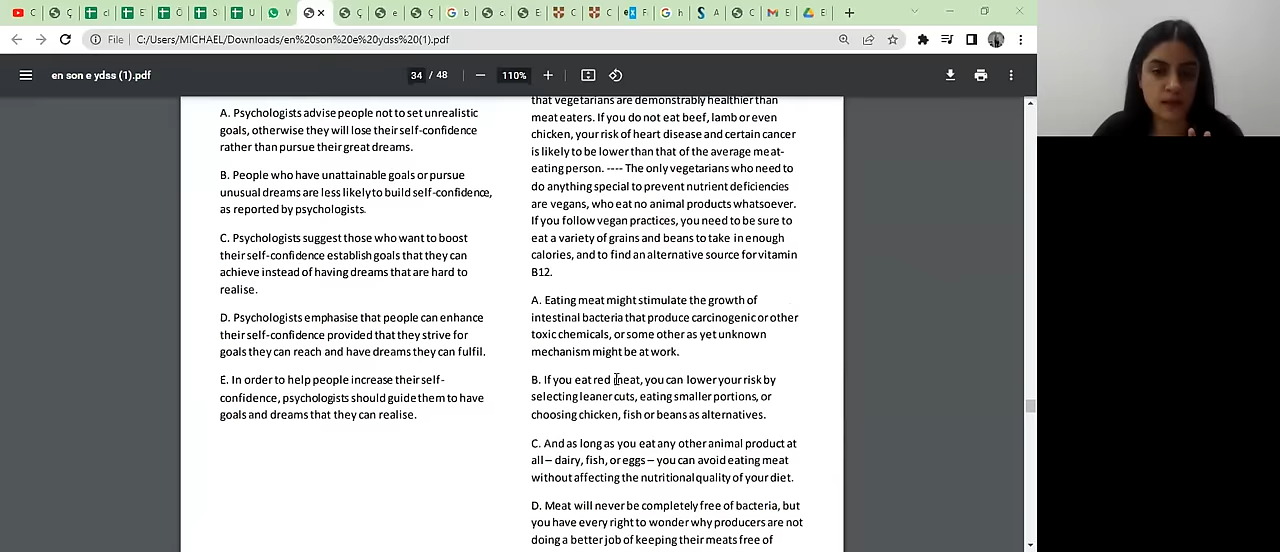 File
C:/Users/MICHAEL/Downloads/en%20son%20e%20ydss%20(1).pdf
en son e ydss (1).pdf
34 / 48
110%
A. Psychologists advise people not to set unrealistic
goals, otherwise they will lose their self-confidence
rather than pursue their great dreams.
B. People who have unattainable goals or pursue
unusual dreams are less likely to build self-confidence,
as reported by psychologists.
C. Psychologists suggest those who want to boost
their self-confidence establish goals that they can
achieve instead of having dreams that are hard to
realise.
D. Psychologists emphasise that people can enhance
their self-confidence provided that they strive for
goals they can reach and have dreams they can fulfil.
E. In order to help people increase their self-
confidence, psychologists should guide them to have
goals and dreams that they can realise.
that vegetarians are demonstrably healthier than
meat eaters. If you do not eat beef, lamb or even
chicken, your risk of heart disease and certain cancer
is likely to be lower than that of the average meat-
eating person. ---- The only vegetarians who need to
do anything special to prevent nutrient deficiencies
are vegans, who eat no animal products whatsoever.
If you follow vegan practices, you need to be sure to
eat a variety of grains and beans to take in enough
calories, and to find an alternative source for vitamin
B12.
A. Eating meat might stimulate the growth of
intestinal bacteria that produce carcinogenic or other
toxic chemicals, or some other as yet unknown
mechanism might be at work.
B. If you eat red meat, you can lower your risk by
selecting leaner cuts, eating smaller portions, or
choosing chicken, fish or beans as alternatives.
C. And as long as you eat any other animal product at
all – dairy, fish, or eggs – you can avoid eating meat
without affecting the nutritional quality of your diet.
D. Meat will never be completely free of bacteria, but
you have every right to wonder why producers are not
doing a better job of keeping their meats free of